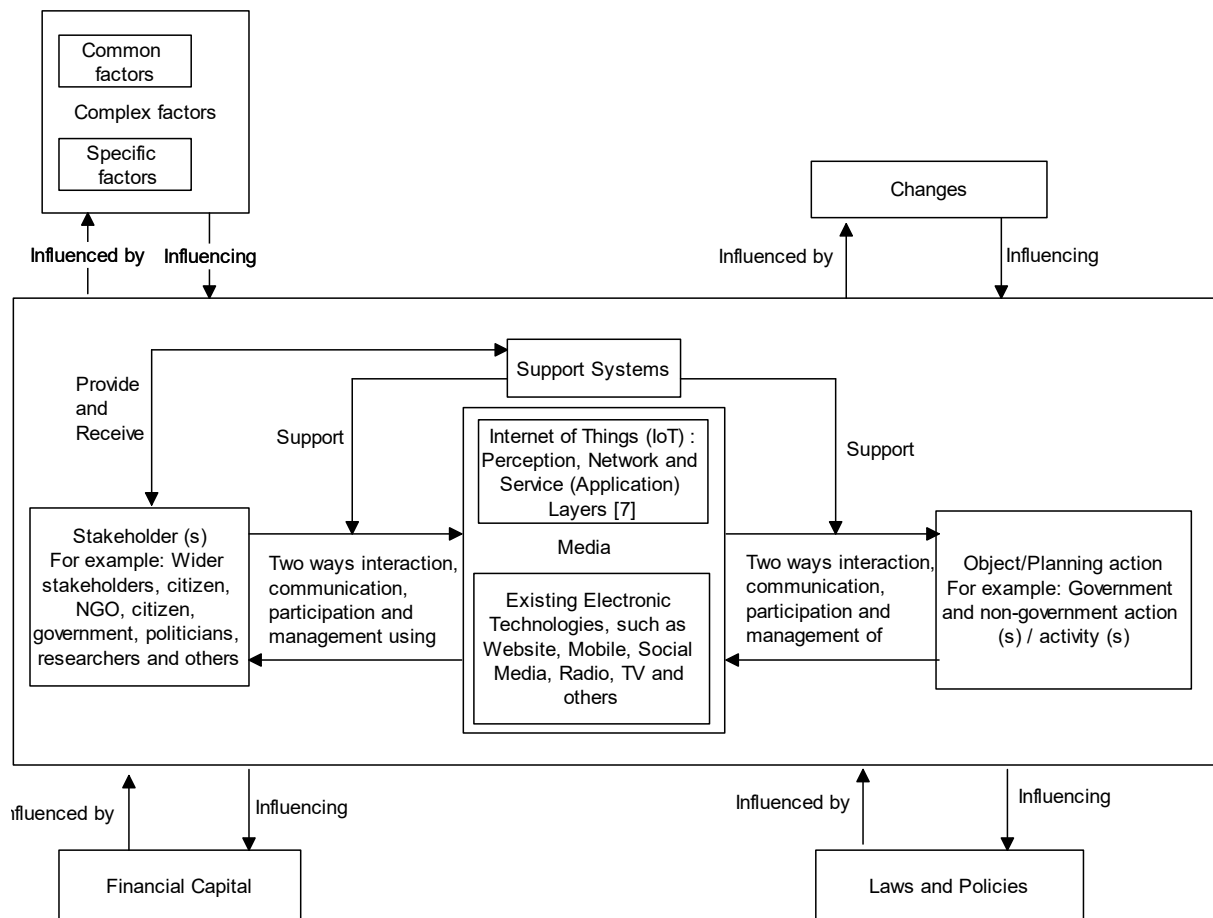 Common
factors
Complex factors
Specific
factors
Changes
Influenced by
Influencing
Influenced by
Influencing
Support Systems
Provide
and
Receive
Support
Support
Internet of Things (IoT) :
Perception, Network and
Service (Application)
Layers [7]
Media
Existing Electronic
Technologies, such as
Website, Mobile, Social
Media, Radio, TV and
others
Stakeholder (s)
For example: Wider
stakeholders, citizen,
NGO, citizen,
government, politicians,
researchers and others
Two ways interaction,
communication,
participation and
management using
Two ways interaction,
communication,
participation and
management of
Object/Planning action
For example: Government
and non-government action
(s) / activity (s)
nfluenced by
Influencing
Influenced by
Influencing
Financial Capital
Laws and Policies